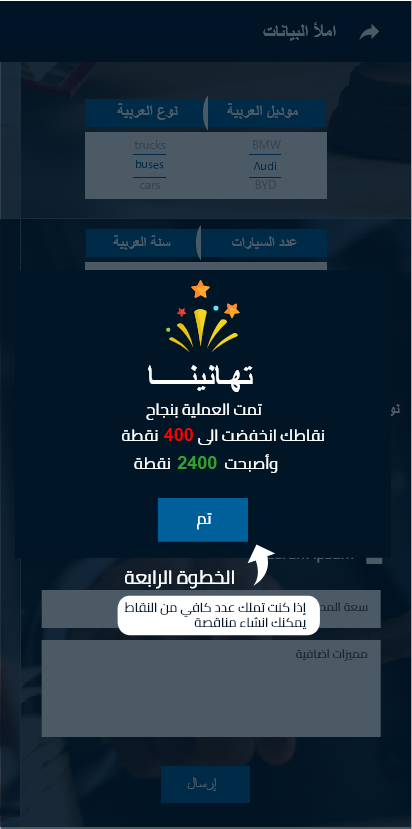 املأ البيانات
موديل العربية نوع العربية
BMW trucks
Audi buses
BYD cars
عدد السيارات سنة العربية
تهانينــــا
تمت العملية بنجاح
نقاطك انخفضت الى 400 نقطة
وأصبحت 2400 نقطة
تم
الخطوة الرابعة
إذا كنت تملك عدد كافي من النقاط
يمكنك انشاء مناقصة
سعة
مميزات اضافية
إرسال